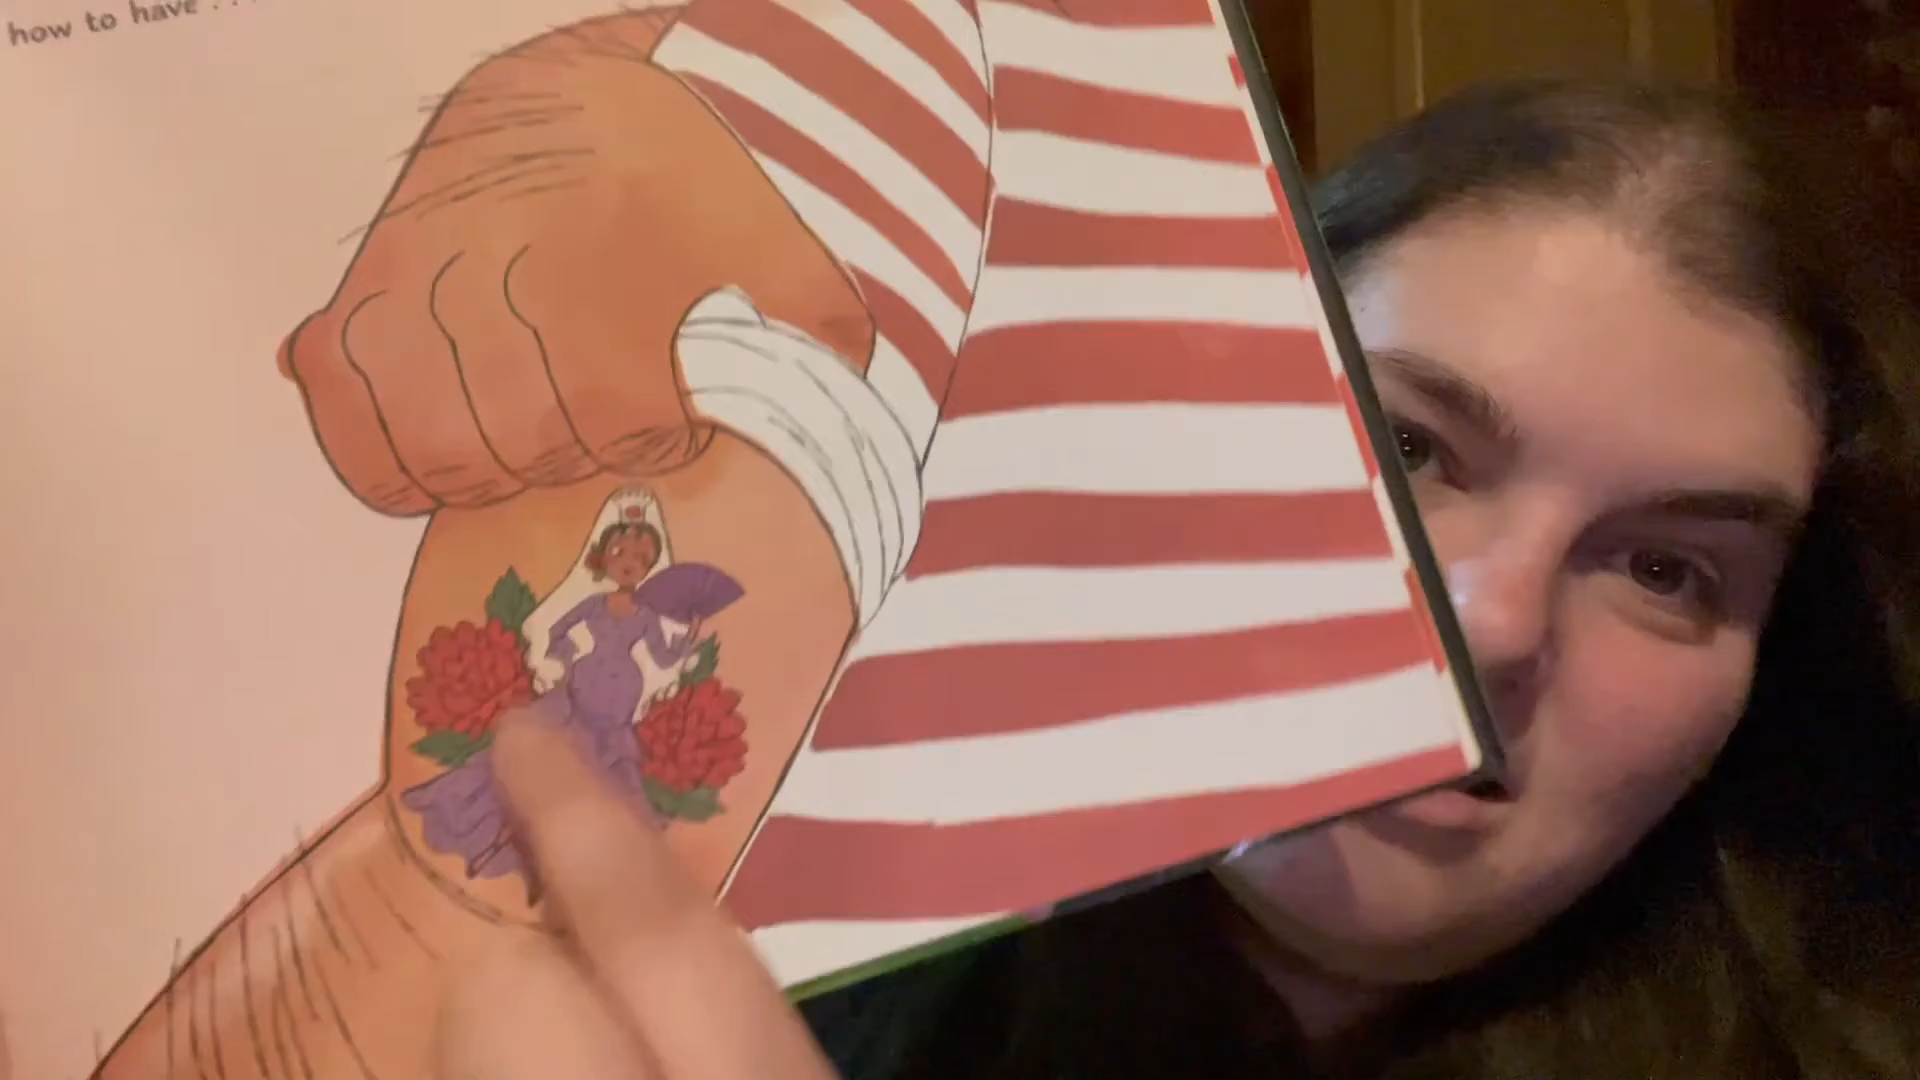 how to have . . .